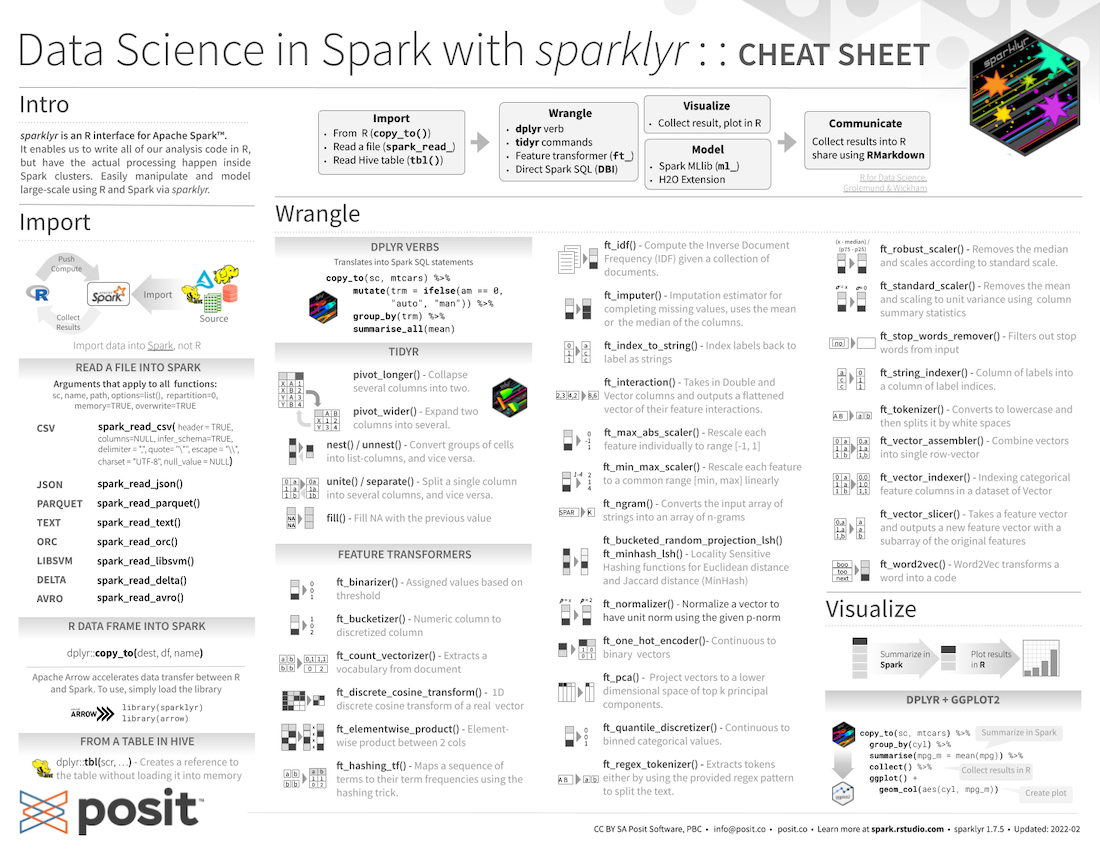 Data Science in Spark with sparklyr : : CHEAT SHEET
sparklyr
Intro
sparklyr is an R interface for Apache Spark™.
It enables us to write all of our analysis code in R,
but have the actual processing happen inside
Spark clusters. Easily manipulate and model
large-scale using R and Spark via sparklyr.
Import
• From R (copy_to())
• Read a file (spark_read_)
• Read Hive table (tbl())
Wrangle
• dplyr verb
• tidyr commands
• Feature transformer (ft_)
• Direct Spark SQL (DBI)
Visualize
• Collect result, plot in R
Model
• Spark MLlib (ml_)
• H2O Extension
Communicate
Collect results into R
share using RMarkdown
R for Data Science,
Grolemund & Wickham
Import
Push
Compute
R
Spark
Import
Collect
Results
Source
Import data into Spark, not R
READ A FILE INTO SPARK
Arguments that apply to all functions:
sc, name, path, options=list(), repartition=0,
memory=TRUE, overwrite=TRUE
CSV spark_read_csv( header = TRUE,
columns=NULL, infer_schema=TRUE,
delimiter = ",", quote= "\"", escape = "\\",
charset = "UTF-8", null_value = NULL)
JSON spark_read_json()
PARQUET spark_read_parquet()
TEXT spark_read_text()
ORC spark_read_orc()
LIBSVM spark_read_libsvm()
DELTA spark_read_delta()
AVRO spark_read_avro()
R DATA FRAME INTO SPARK
dplyr::copy_to(dest, df, name)
Apache Arrow accelerates data transfer between R
and Spark. To use, simply load the library
ARROW
library(sparklyr)
library(arrow)
FROM A TABLE IN HIVE
dplyr::tbl(scr, …) - Creates a reference to
the table without loading it into memory
posit™
Wrangle
DPLYR VERBS
Translates into Spark SQL statements
copy_to(sc, mtcars) %>%
mutate(trm = ifelse(am == 0,
"auto", "man")) %>%
group_by(trm) %>%
summarise_all(mean)
TIDYR
pivot_longer() - Collapse
several columns into two.
pivot_wider() - Expand two
columns into several.
nest() / unnest() - Convert groups of cells
into list-columns, and vice versa.
unite() / separate() - Split a single column
into several columns, and vice versa.
fill() - Fill NA with the previous value
FEATURE TRANSFORMERS
ft_binarizer() - Assigned values based on
threshold
ft_bucketizer() - Numeric column to
discretized column
ft_count_vectorizer() - Extracts a
vocabulary from document
ft_discrete_cosine_transform() - 1D
discrete cosine transform of a real vector
ft_elementwise_product() - Element-
wise product between 2 cols
ft_hashing_tf() - Maps a sequence of
terms to their term frequencies using the
hashing trick.
ft_idf() - Compute the Inverse Document
Frequency (IDF) given a collection of
documents.
ft_imputer() - Imputation estimator for
completing missing values, uses the mean
or the median of the columns.
ft_index_to_string() - Index labels back to
label as strings
ft_interaction() - Takes in Double and
Vector columns and outputs a flattened
vector of their feature interactions.
ft_max_abs_scaler() - Rescale each
feature individually to range [-1, 1]
ft_min_max_scaler() - Rescale each feature
to a common range [min, max] linearly
ft_ngram() - Converts the input array of
strings into an array of n-grams
ft_bucketed_random_projection_lsh()
ft_minhash_lsh() - Locality Sensitive
Hashing functions for Euclidean distance
and Jaccard distance (MinHash)
ft_normalizer() - Normalize a vector to
have unit norm using the given p-norm
ft_one_hot_encoder()- Continuous to
binary vectors
ft_pca() - Project vectors to a lower
dimensional space of top k principal
components.
ft_quantile_discretizer() - Continuous to
binned categorical values.
ft_regex_tokenizer() - Extracts tokens
either by using the provided regex pattern
to split the text.
(x - median) /
(p75 - p25)
ft_robust_scaler() - Removes the median
and scales according to standard scale.
ft_standard_scaler() - Removes the mean
and scaling to unit variance using column
summary statistics
no!
ft_stop_words_remover() - Filters out stop
words from input
ft_string_indexer() - Column of labels into
a column of label indices.
ft_tokenizer() - Converts to lowercase and
then splits it by white spaces
ft_vector_assembler() - Combine vectors
into single row-vector
ft_vector_indexer() - Indexing categorical
feature columns in a dataset of Vector
ft_vector_slicer() - Takes a feature vector
and outputs a new feature vector with a
subarray of the original features
boo
too
next
ft_word2vec() - Word2Vec transforms a
word into a code
Visualize
Summarize in
Spark
Plot results
in R
DPLYR + GGPLOT2
copy_to(sc, mtcars) %>%
Summarize in Spark
group_by(cyl) %>%
summarise(mpg_m = mean(mpg)) %>%
collect() %>%
Collect results in R
ggplot() +
geom_col(aes(cyl, mpg_m))
Create plot
CC BY SA Posit Software, PBC • info@posit.co • posit.co • Learn more at spark.rstudio.com • sparklyr 1.7.5 • Updated: 2022-02